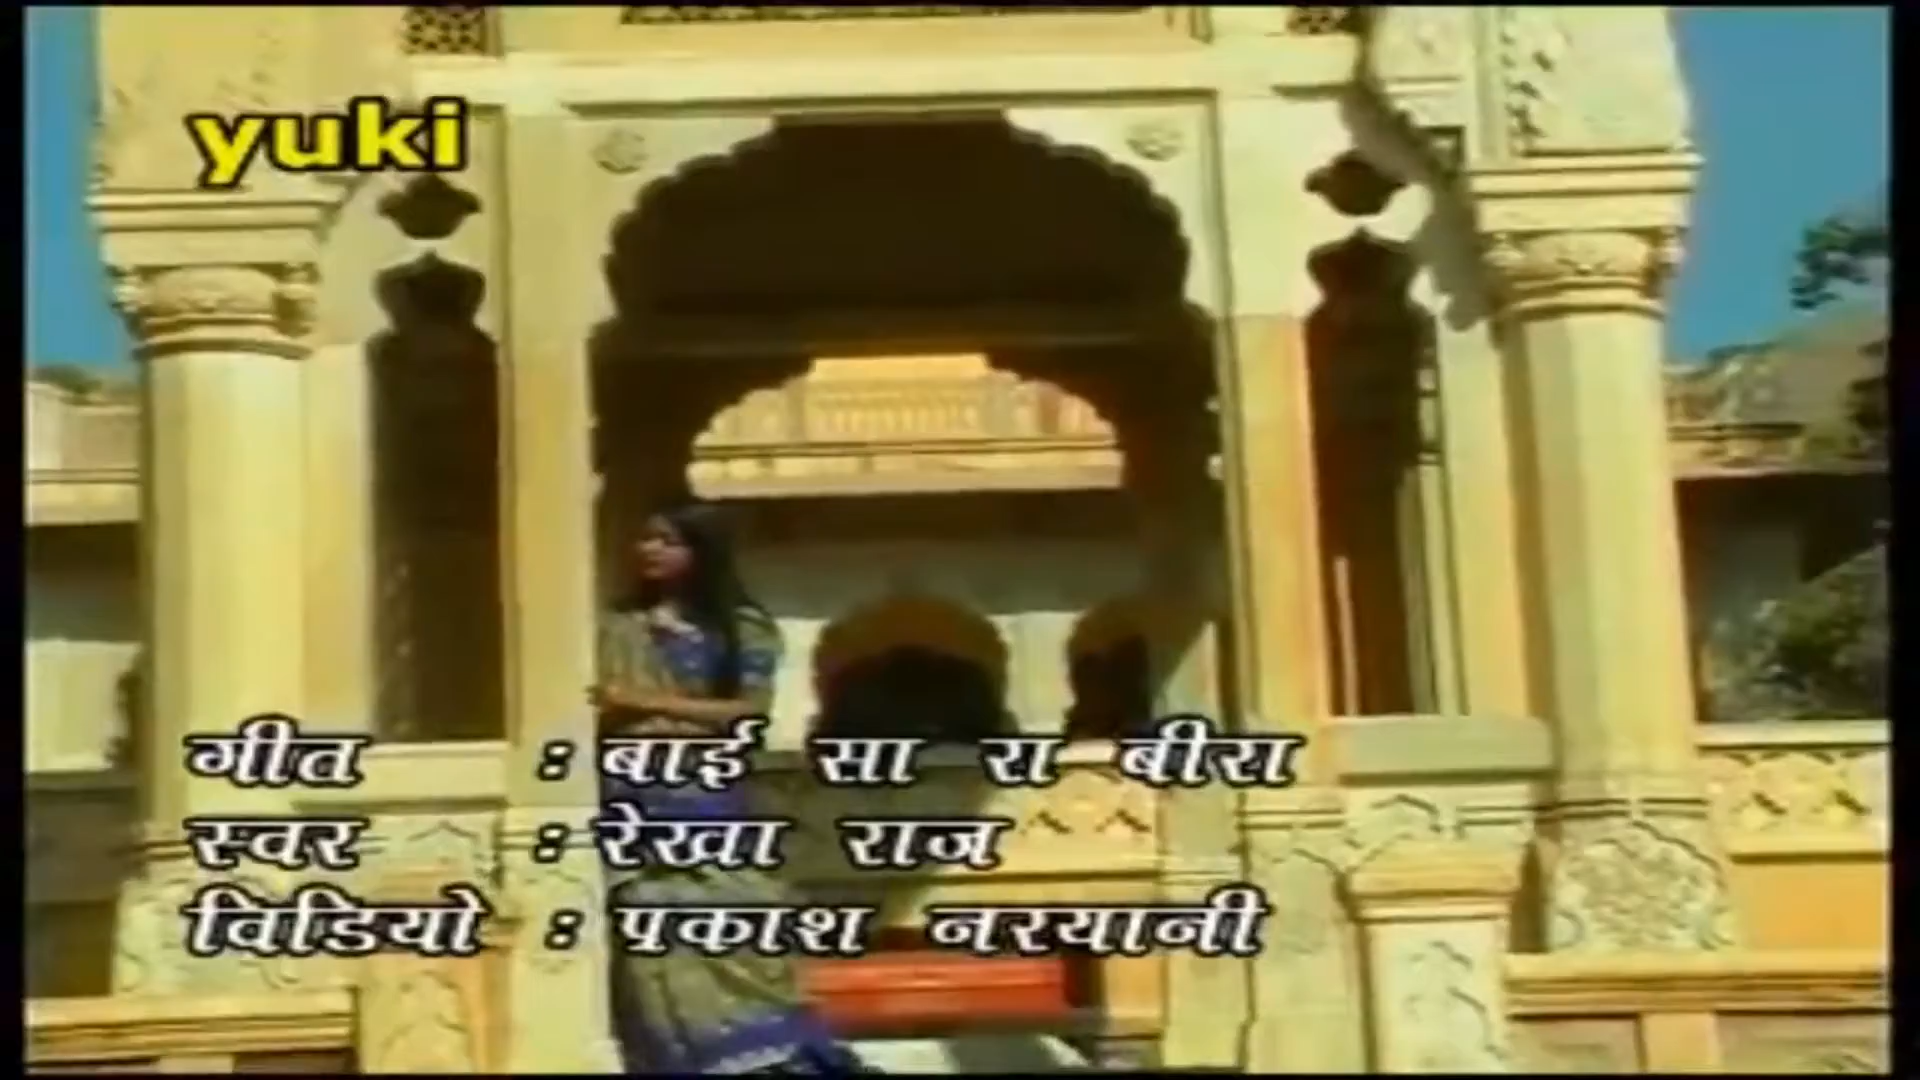 yuki
गीत : बाई सा रा बीरा
स्वर : रेखा राज
विडियो : प्रकाश नरयानी